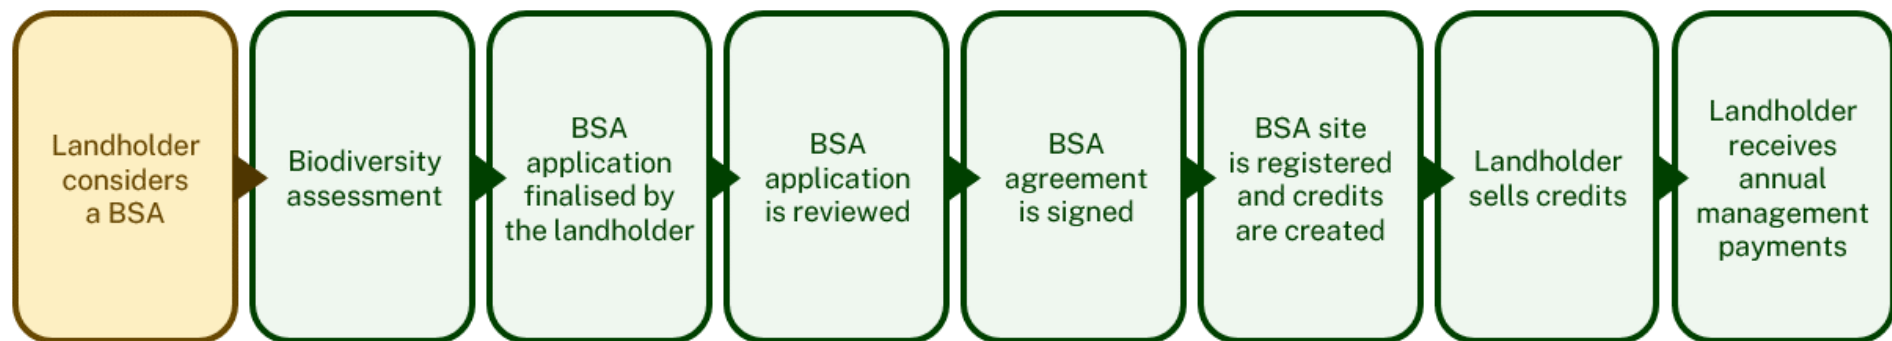 Landholder
considers
a BSA
Biodiversity
assessment
BSA
application
finalised by
the landholder
BSA
application
is reviewed
BSA
agreement
is signed
BSA site
is registered
and credits
are created
Landholder
sells credits
Landholder
receives
annual
management
payments